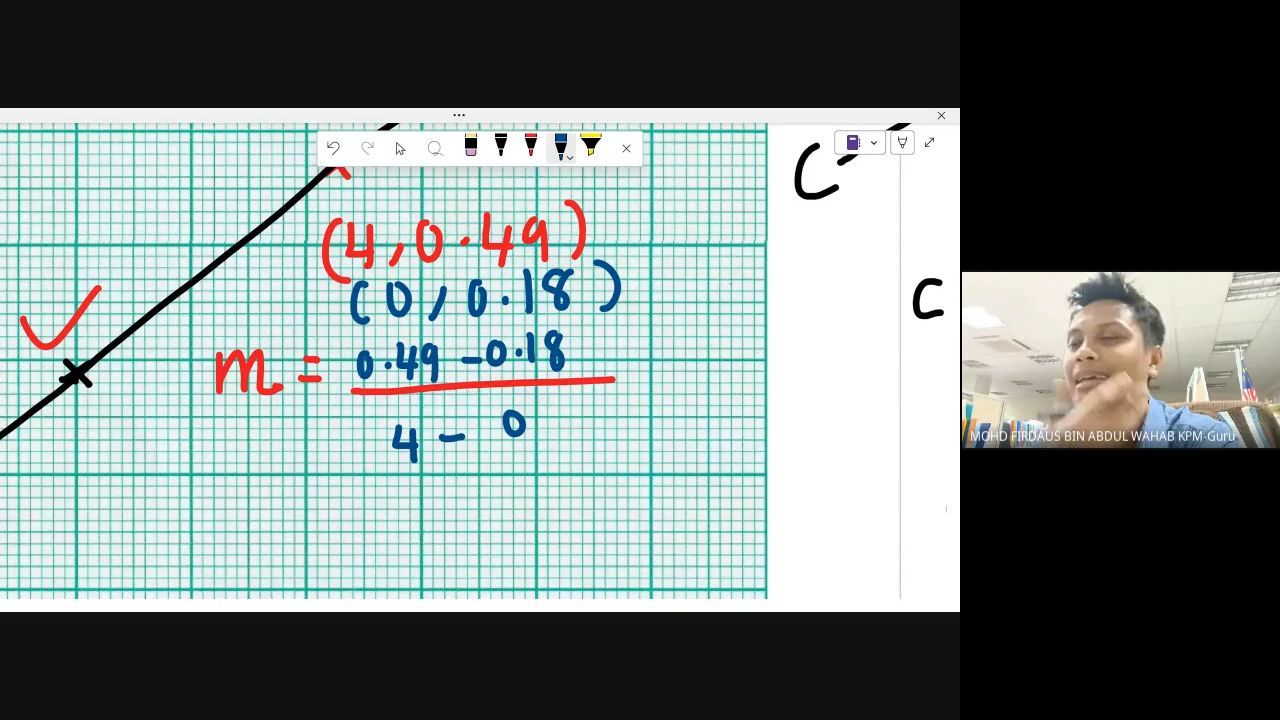 (4, 0.49)
(0, 0.18)
m = 0.49 - 0.18
4 - 0
C
C
MOHD FIRDAUS BIN ABDUL WAHAB KPM-Guru